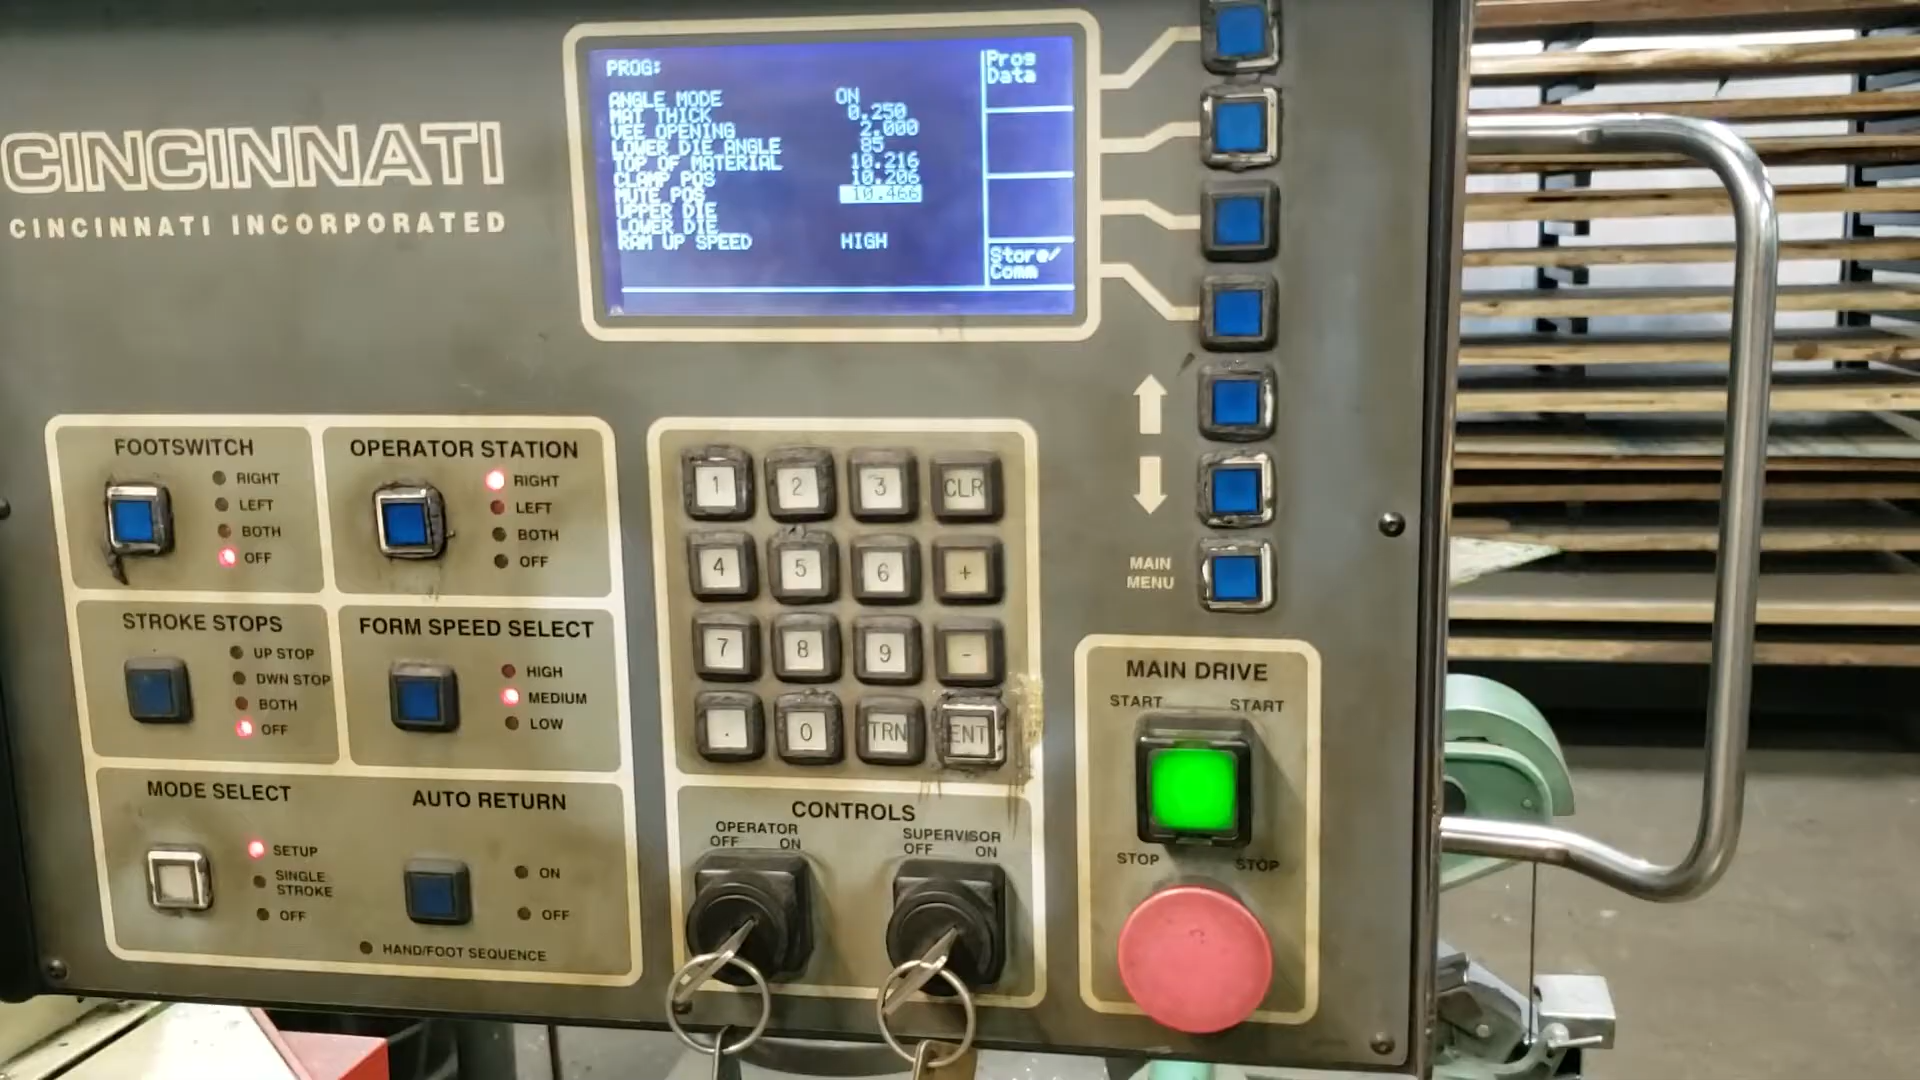 PROG:
ANGLE MODE ON
MAT THICK 0.250
VEE OPENING 2.000
LOWER DIE ANGLE 85
TOP OF MATERIAL 10.216
CLAMP POS 10.206
MUTE POS 10.466
UPPER DIE
LOWER DIE
RAM UP SPEED HIGH
Prog
Data
Store/
Comm
CINCINNATI
CINCINNATI INCORPORATED
FOOTSWITCH
RIGHT
LEFT
BOTH
OFF
OPERATOR STATION
RIGHT
LEFT
BOTH
OFF
STROKE STOPS
UP STOP
DWN STOP
BOTH
OFF
FORM SPEED SELECT
HIGH
MEDIUM
LOW
MODE SELECT
SETUP
SINGLE
STROKE
OFF
AUTO RETURN
ON
OFF
HAND/FOOT SEQUENCE
1 2 3 CLR
4 5 6 +
7 8 9 -
. 0 TRN ENT
CONTROLS
OPERATOR
OFF ON
SUPERVISOR
OFF ON
MAIN
MENU
MAIN DRIVE
START START
STOP STOP